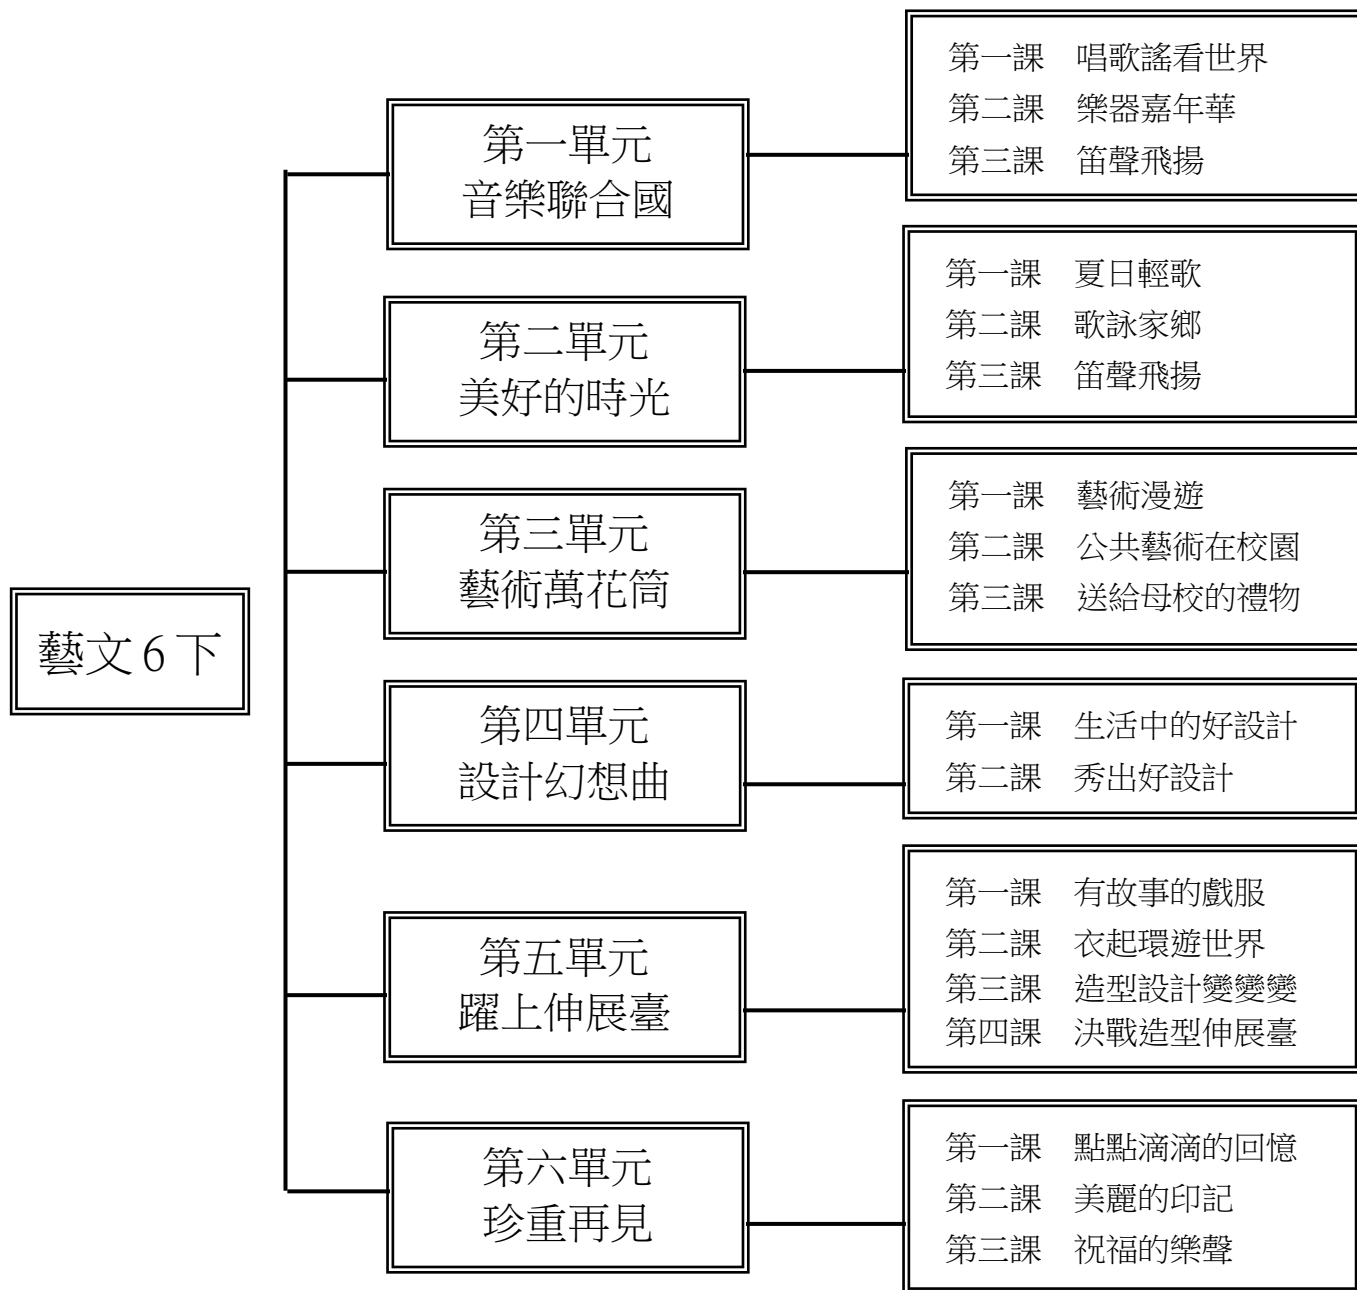 藝文6下
第一單元
音樂聯合國
第一課　唱歌謠看世界
第二課　樂器嘉年華
第三課　笛聲飛揚
第二單元
美好的時光
第一課　夏日輕歌
第二課　歌詠家鄉
第三課　笛聲飛揚
第三單元
藝術萬花筒
第一課　藝術漫遊
第二課　公共藝術在校園
第三課　送給母校的禮物
第四單元
設計幻想曲
第一課　生活中的好設計
第二課　秀出好設計
第五單元
躍上伸展臺
第一課　有故事的戲服
第二課　衣起環遊世界
第三課　造型設計變變變
第四課　決戰造型伸展臺
第六單元
珍重再見
第一課　點點滴滴的回憶
第二課　美麗的印記
第三課　祝福的樂聲